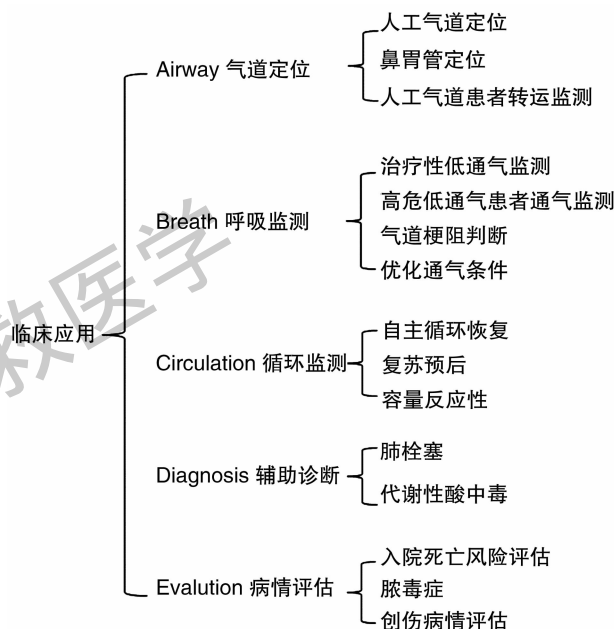 临床应用
Airway 气道定位
人工气道定位
鼻胃管定位
人工气道患者转运监测
Breath 呼吸监测
治疗性低通气监测
高危低通气患者通气监测
气道梗阻判断
优化通气条件
Circulation 循环监测
自主循环恢复
复苏预后
容量反应性
Diagnosis 辅助诊断
肺栓塞
代谢性酸中毒
Evalution 病情评估
入院死亡风险评估
脓毒症
创伤病情评估
救医学